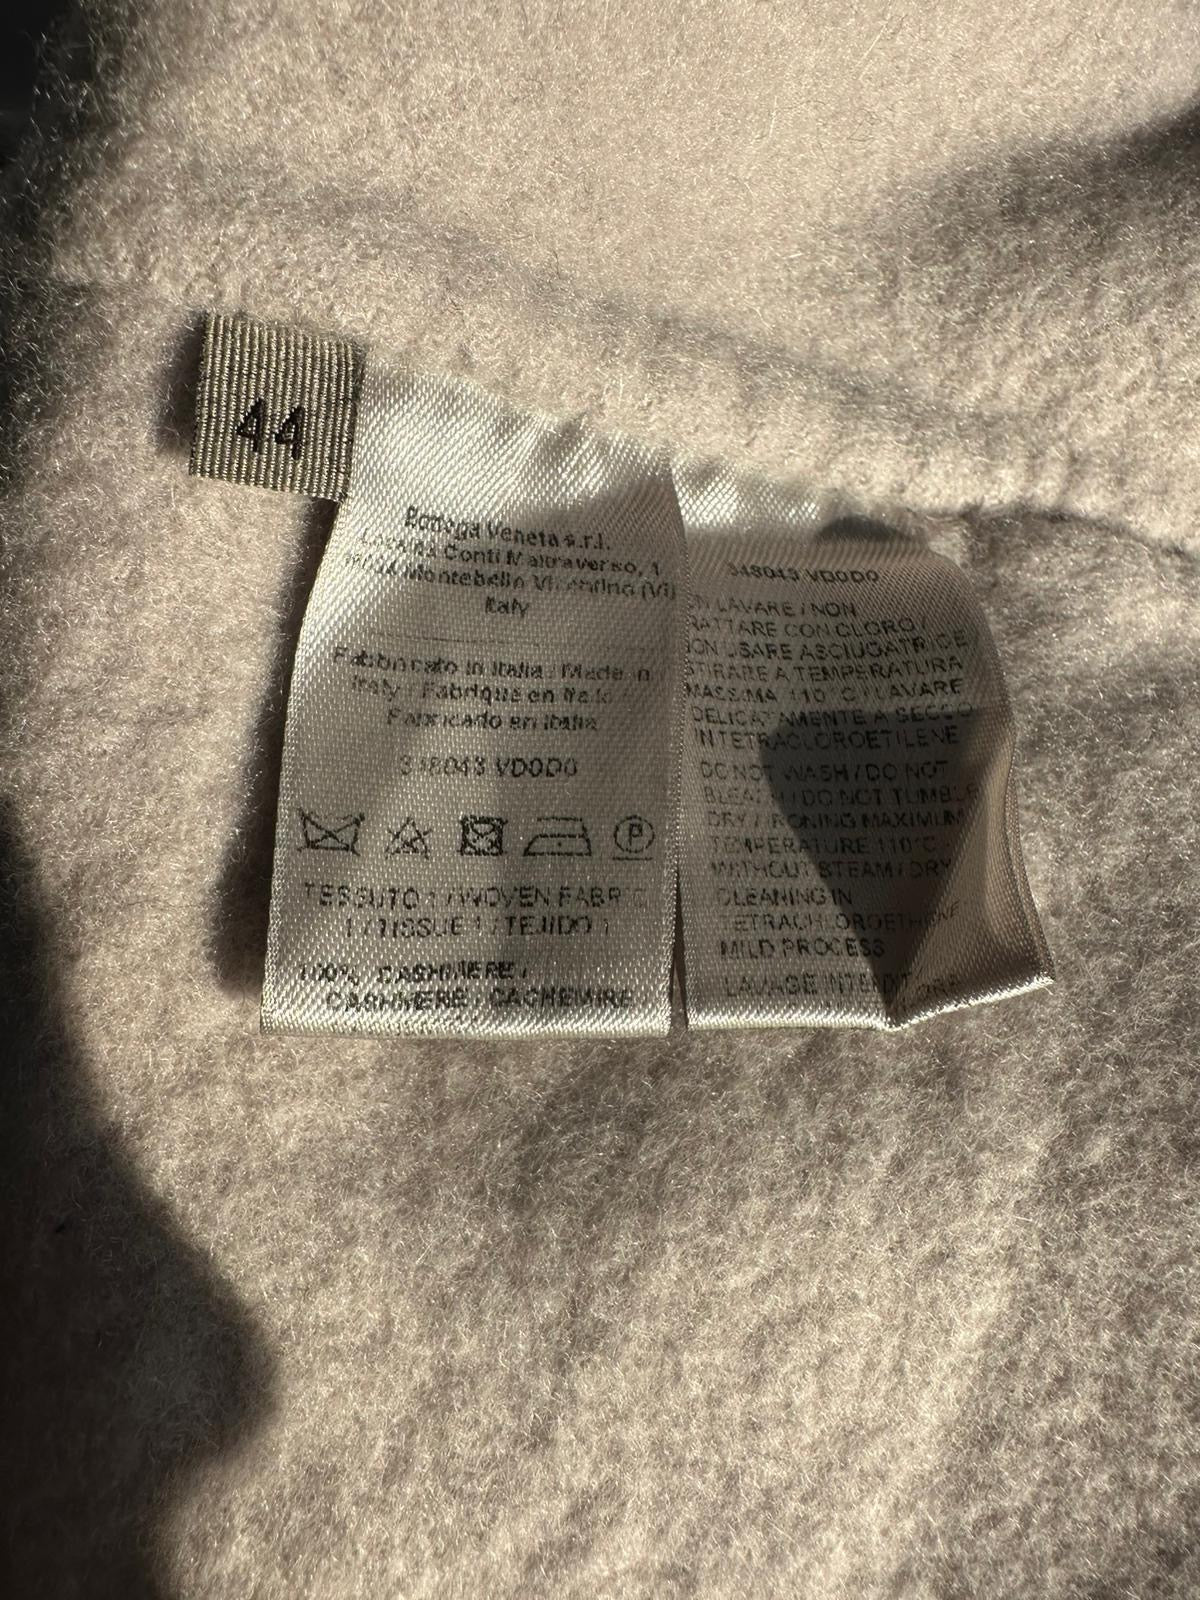 44
Bottega Veneta s.r.l.
Località Conti Maltraverso, 1
Montebello Vicentino (VI)
Italy
Fabbricato in Italia / Made in
Italy / Fabriqué en Italie
Fabricado en Italia
348043 VD0D0
P
TESSUTO 1 / WOVEN FABRIC
1 / TISSUE 1 / TEJIDO 1
100% CASHMERE /
CASHMERE / CACHEMIRE
348043 VD0D0
LAVARE / NON
RATTARE CON CLORO /
ON USARE ASCIUGATRICE
STIRARE A TEMPERATURA
MASSIMA 110°C / LAVARE
DELICATAMENTE A SECCO
IN TETRACLOROETILENE
DO NOT WASH / DO NOT
BLEACH / DO NOT TUMBLE
DRY / IRONING MAXIMUM
TEMPERATURE 110°C
WITHOUT STEAM / DRY
CLEANING IN
TETRACHLOROETHENE
MILD PROCESS
LAVAGE INTERDIT